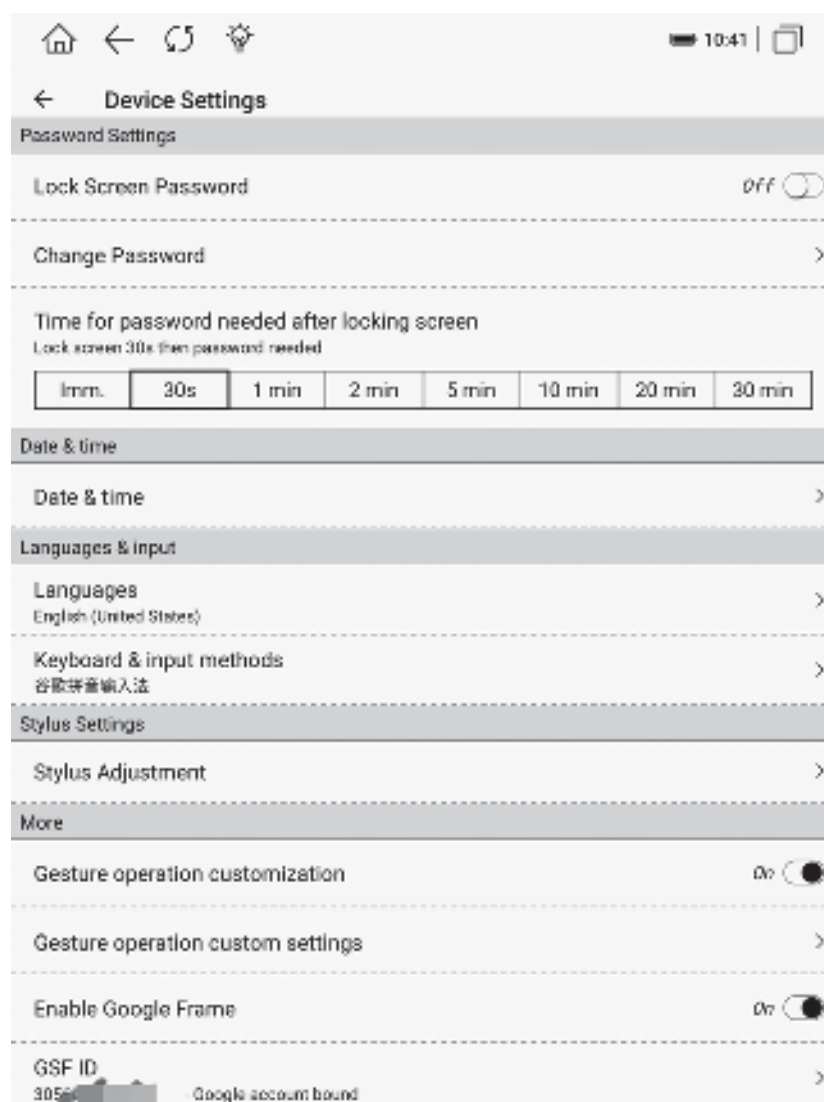 10:41
Device Settings
Password Settings
Lock Screen Password Off
Change Password
Time for password needed after locking screen
Lock screen 30s then password needed
Imm. 30s 1 min 2 min 5 min 10 min 20 min 30 min
Date & time
Date & time
Languages & input
Languages
English (United States)
Keyboard & input methods
谷歌拼音输入法
Stylus Settings
Stylus Adjustment
More
Gesture operation customization On
Gesture operation custom settings
Enable Google Frame On
GSF ID
Google account bound